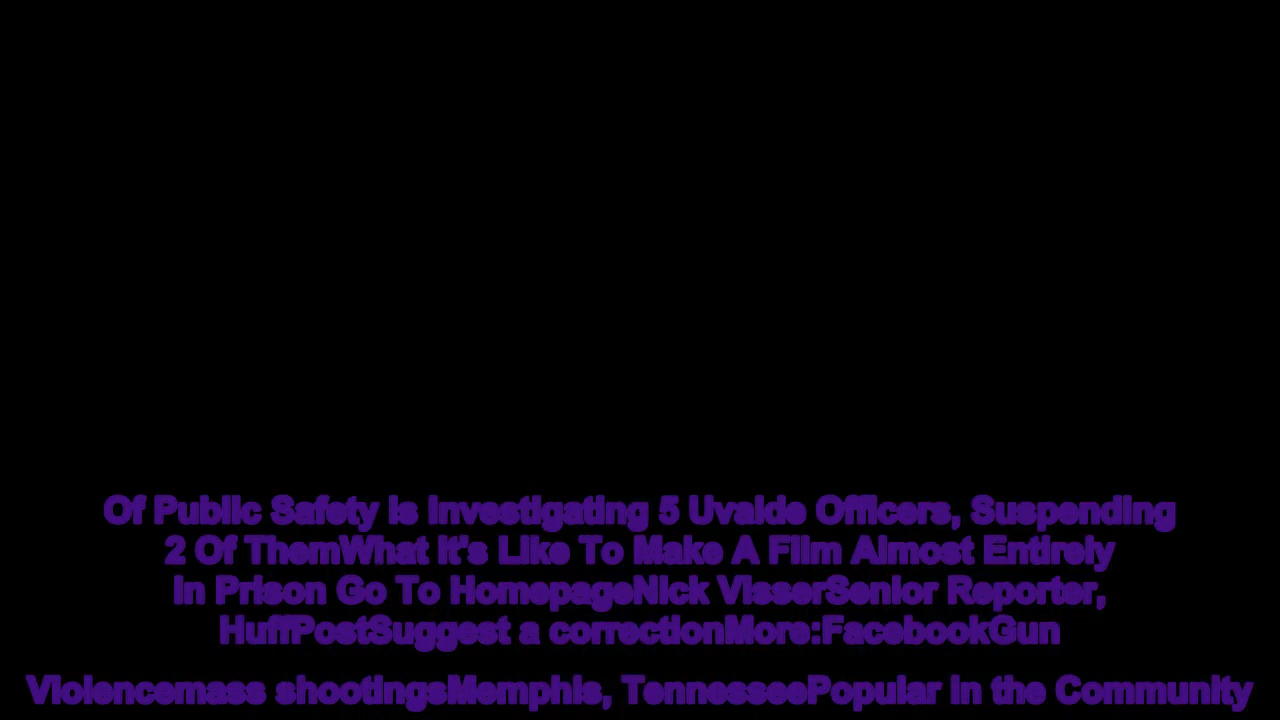 Of Public Safety Is Investigating 5 Uvalde Officers, Suspending
2 Of ThemWhat It's Like To Make A Film Almost Entirely
In Prison Go To HomepageNick VisserSenior Reporter,
HuffPostSuggest a correctionMore:FacebookGun
Violencemass shootingsMemphis, TennesseePopular in the Community